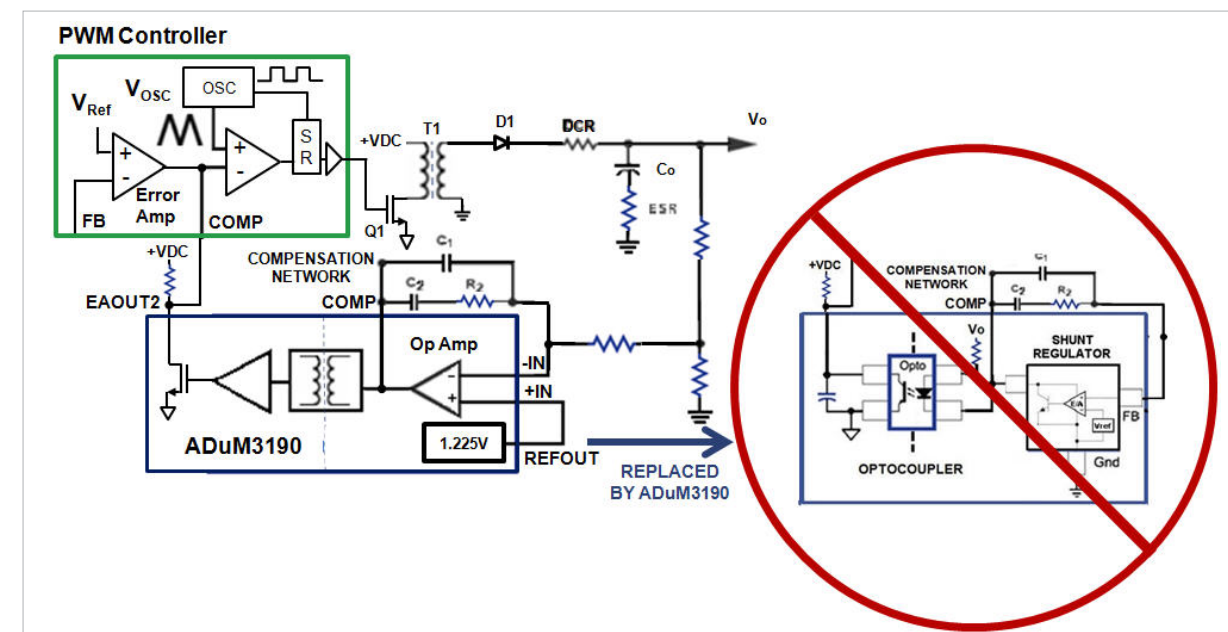 PWM Controller
VRef
VOSC
OSC
+
-
Error
Amp
FB
COMP
+
-
S
R
+VDC
T1
Q1
D1
DCR
Vo
Co
ESR
+VDC
EAOUT2
COMPENSATION
NETWORK
COMP
C1
C2
R2
Op Amp
-
+
-IN
+IN
1.225V
REFOUT
ADuM3190
REPLACED
BY ADuM3190
+VDC
COMPENSATION
NETWORK
COMP
C1
C2
R2
Vo
Opto
OPTOCOUPLER
SHUNT
REGULATOR
E/A
Vref
FB
Gnd